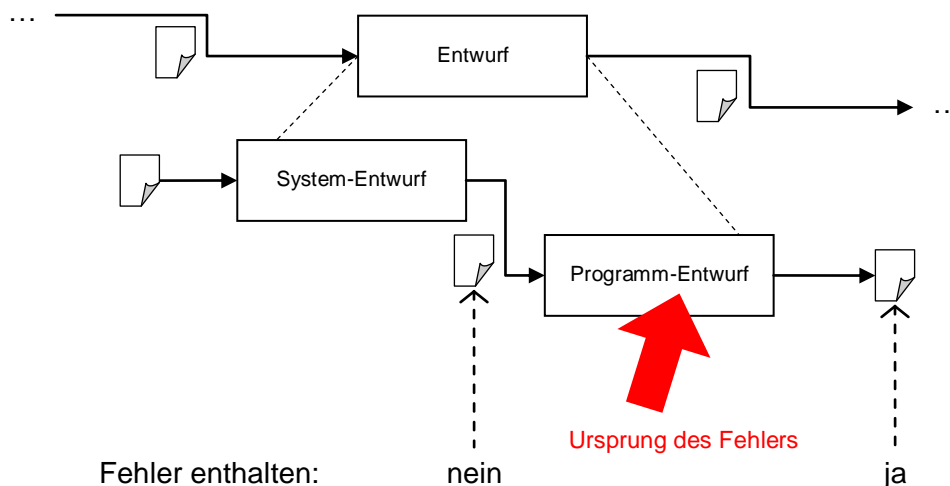 ...
Entwurf
...
System-Entwurf
Programm-Entwurf
Ursprung des Fehlers
Fehler enthalten: nein ja